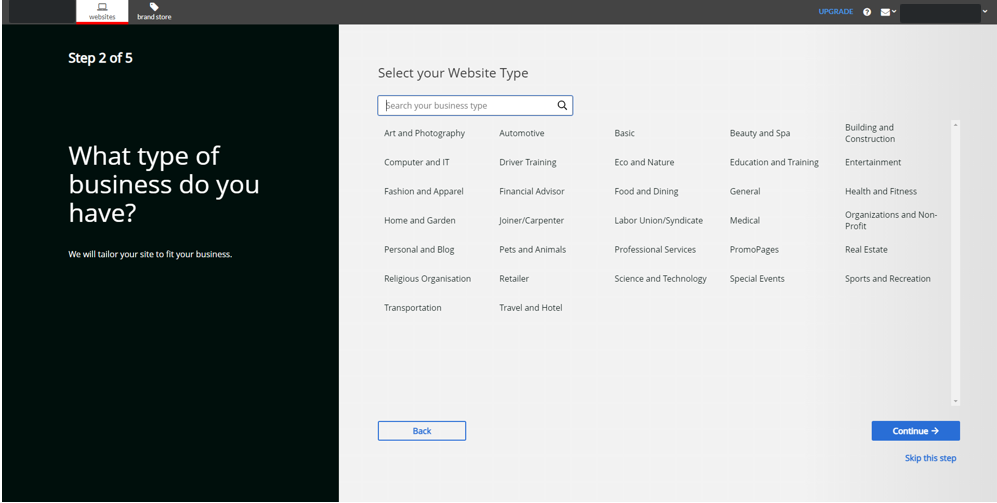 websites
brand store
UPGRADE
Step 2 of 5
What type of
business do you
have?
We will tailor your site to fit your business.
Select your Website Type
Search your business type
Art and Photography
Automotive
Basic
Beauty and Spa
Building and
Construction
Computer and IT
Driver Training
Eco and Nature
Education and Training
Entertainment
Fashion and Apparel
Financial Advisor
Food and Dining
General
Health and Fitness
Home and Garden
Joiner/Carpenter
Labor Union/Syndicate
Medical
Organizations and Non-
Profit
Personal and Blog
Pets and Animals
Professional Services
PromoPages
Real Estate
Religious Organisation
Retailer
Science and Technology
Special Events
Sports and Recreation
Transportation
Travel and Hotel
Back
Continue →
Skip this step